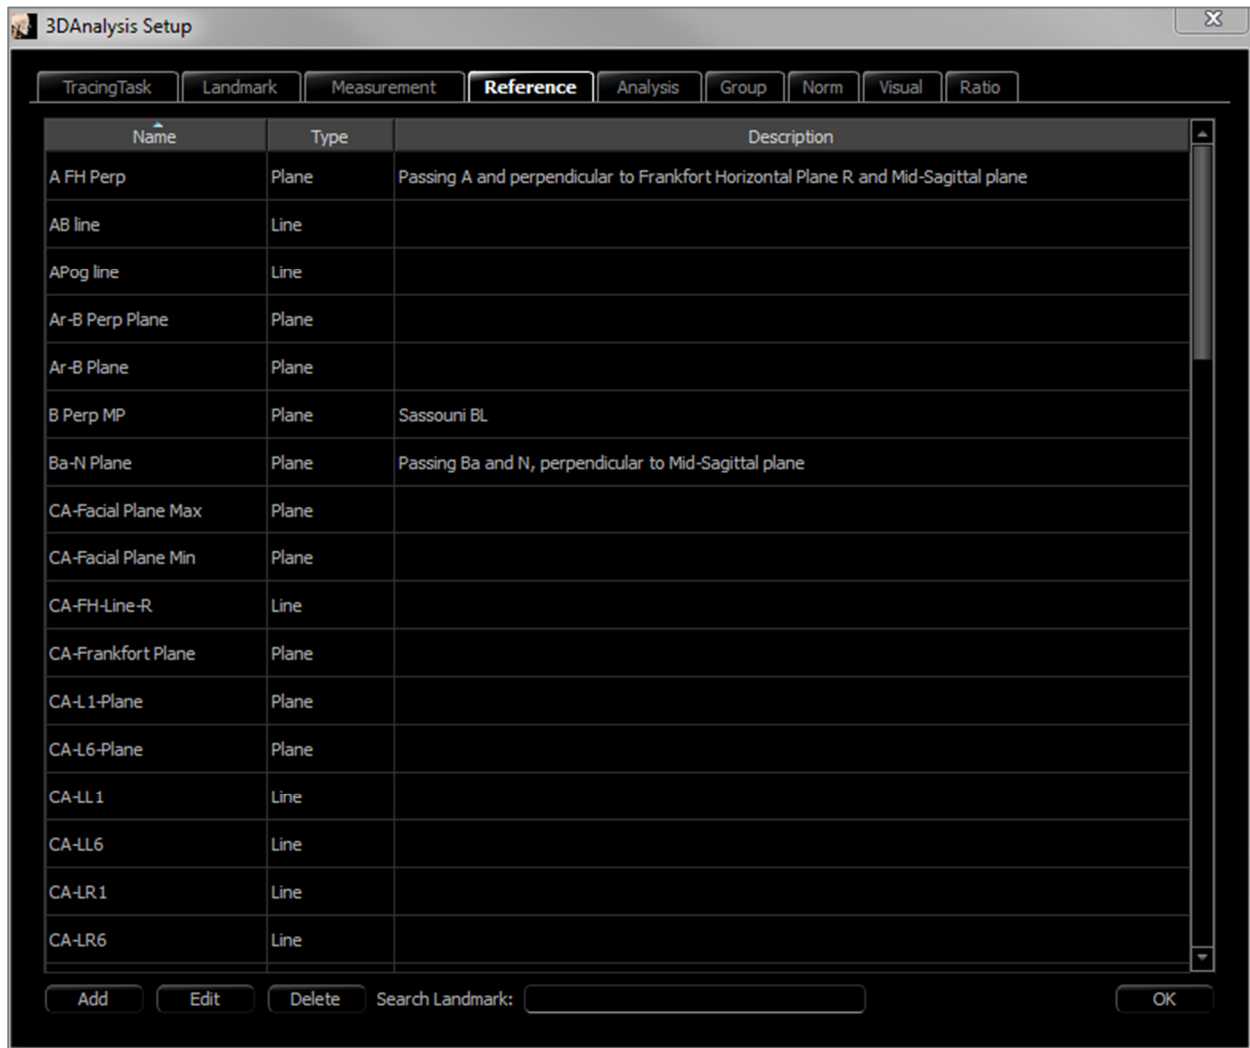 3DAnalysis Setup
TracingTask Landmark Measurement Reference Analysis Group Norm Visual Ratio
Name Type Description
A FH Perp Plane Passing A and perpendicular to Frankfort Horizontal Plane R and Mid-Sagittal plane
AB line Line
APog line Line
Ar-B Perp Plane Plane
Ar-B Plane Plane
B Perp MP Plane Sassouni BL
Ba-N Plane Plane Passing Ba and N, perpendicular to Mid-Sagittal plane
CA-Facial Plane Max Plane
CA-Facial Plane Min Plane
CA-FH-Line-R Line
CA-Frankfort Plane Plane
CA-L1-Plane Plane
CA-L6-Plane Plane
CA-LL1 Line
CA-LL6 Line
CA-LR1 Line
CA-LR6 Line
Add Edit Delete Search Landmark: OK